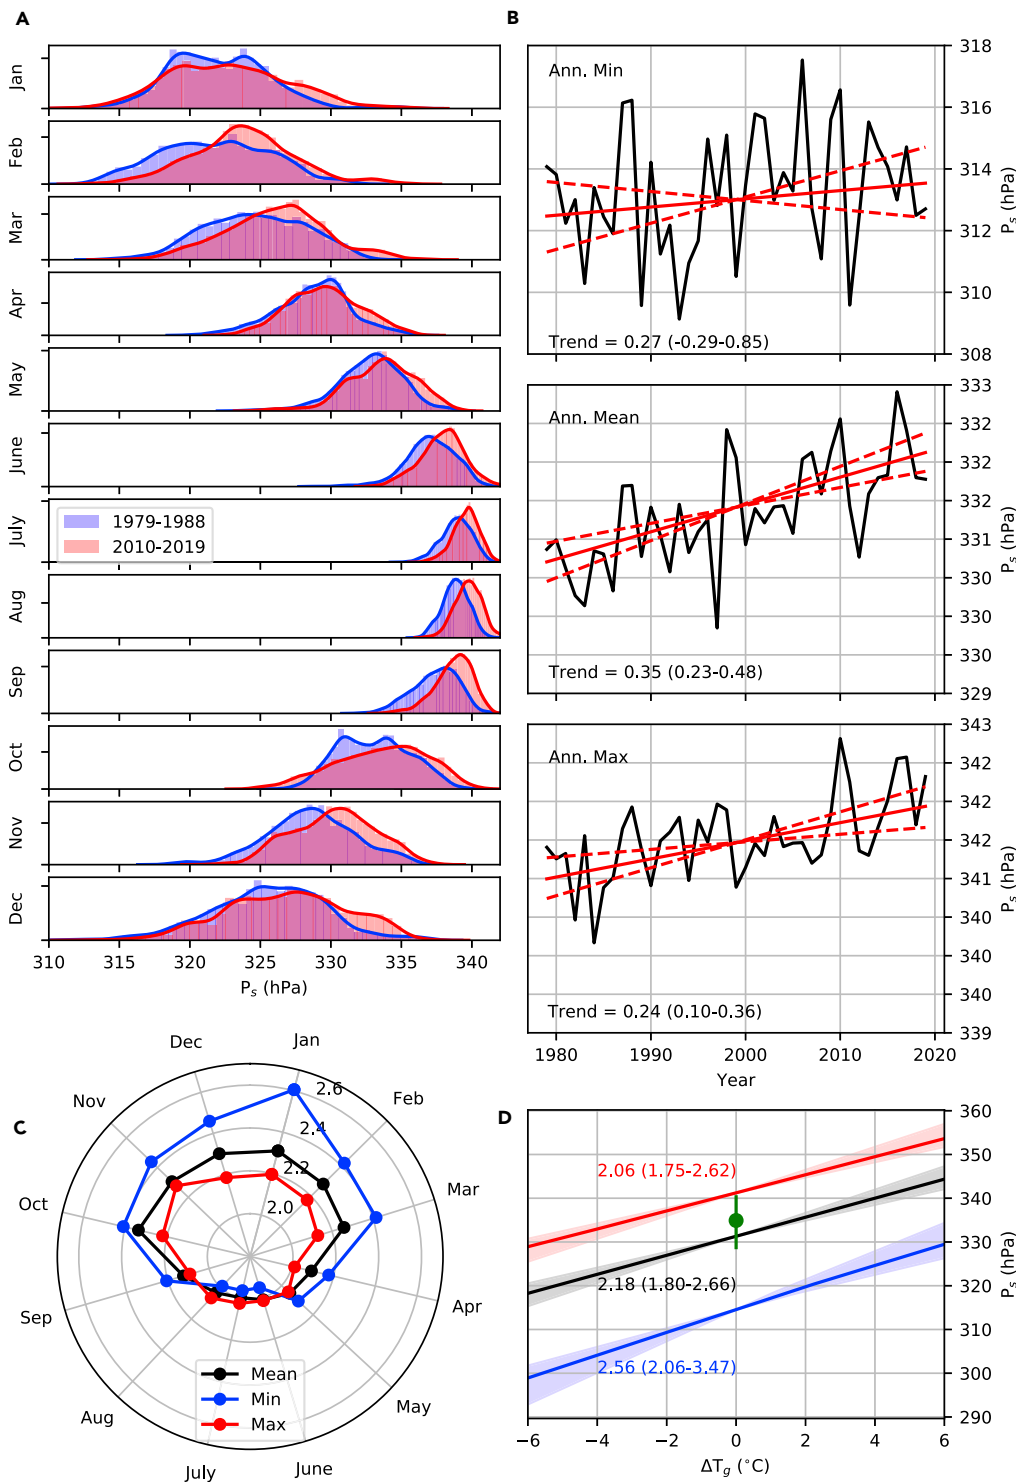 A
Jan
Feb
Mar
Apr
May
June
July
Aug
Sep
Oct
Nov
Dec
1979-1988
2010-2019
310 315 320 325 330 335 340
P_s (hPa)
B
Ann. Min
Trend = 0.27 (-0.29-0.85)
318
316
314
312
310
308
P_s (hPa)
Ann. Mean
Trend = 0.35 (0.23-0.48)
333
332
332
332
331
330
330
330
329
P_s (hPa)
Ann. Max
Trend = 0.24 (0.10-0.36)
343
342
342
342
341
340
340
340
339
P_s (hPa)
1980 1990 2000 2010 2020
Year
C
Jan
Feb
Mar
Apr
May
June
July
Aug
Sep
Oct
Nov
Dec
2.6
2.4
2.2
2.0
Mean
Min
Max
D
2.06 (1.75-2.62)
2.18 (1.80-2.66)
2.56 (2.06-3.47)
360
350
340
330
320
310
300
290
P_s (hPa)
−6 −4 −2 0 2 4 6
ΔT_g (°C)